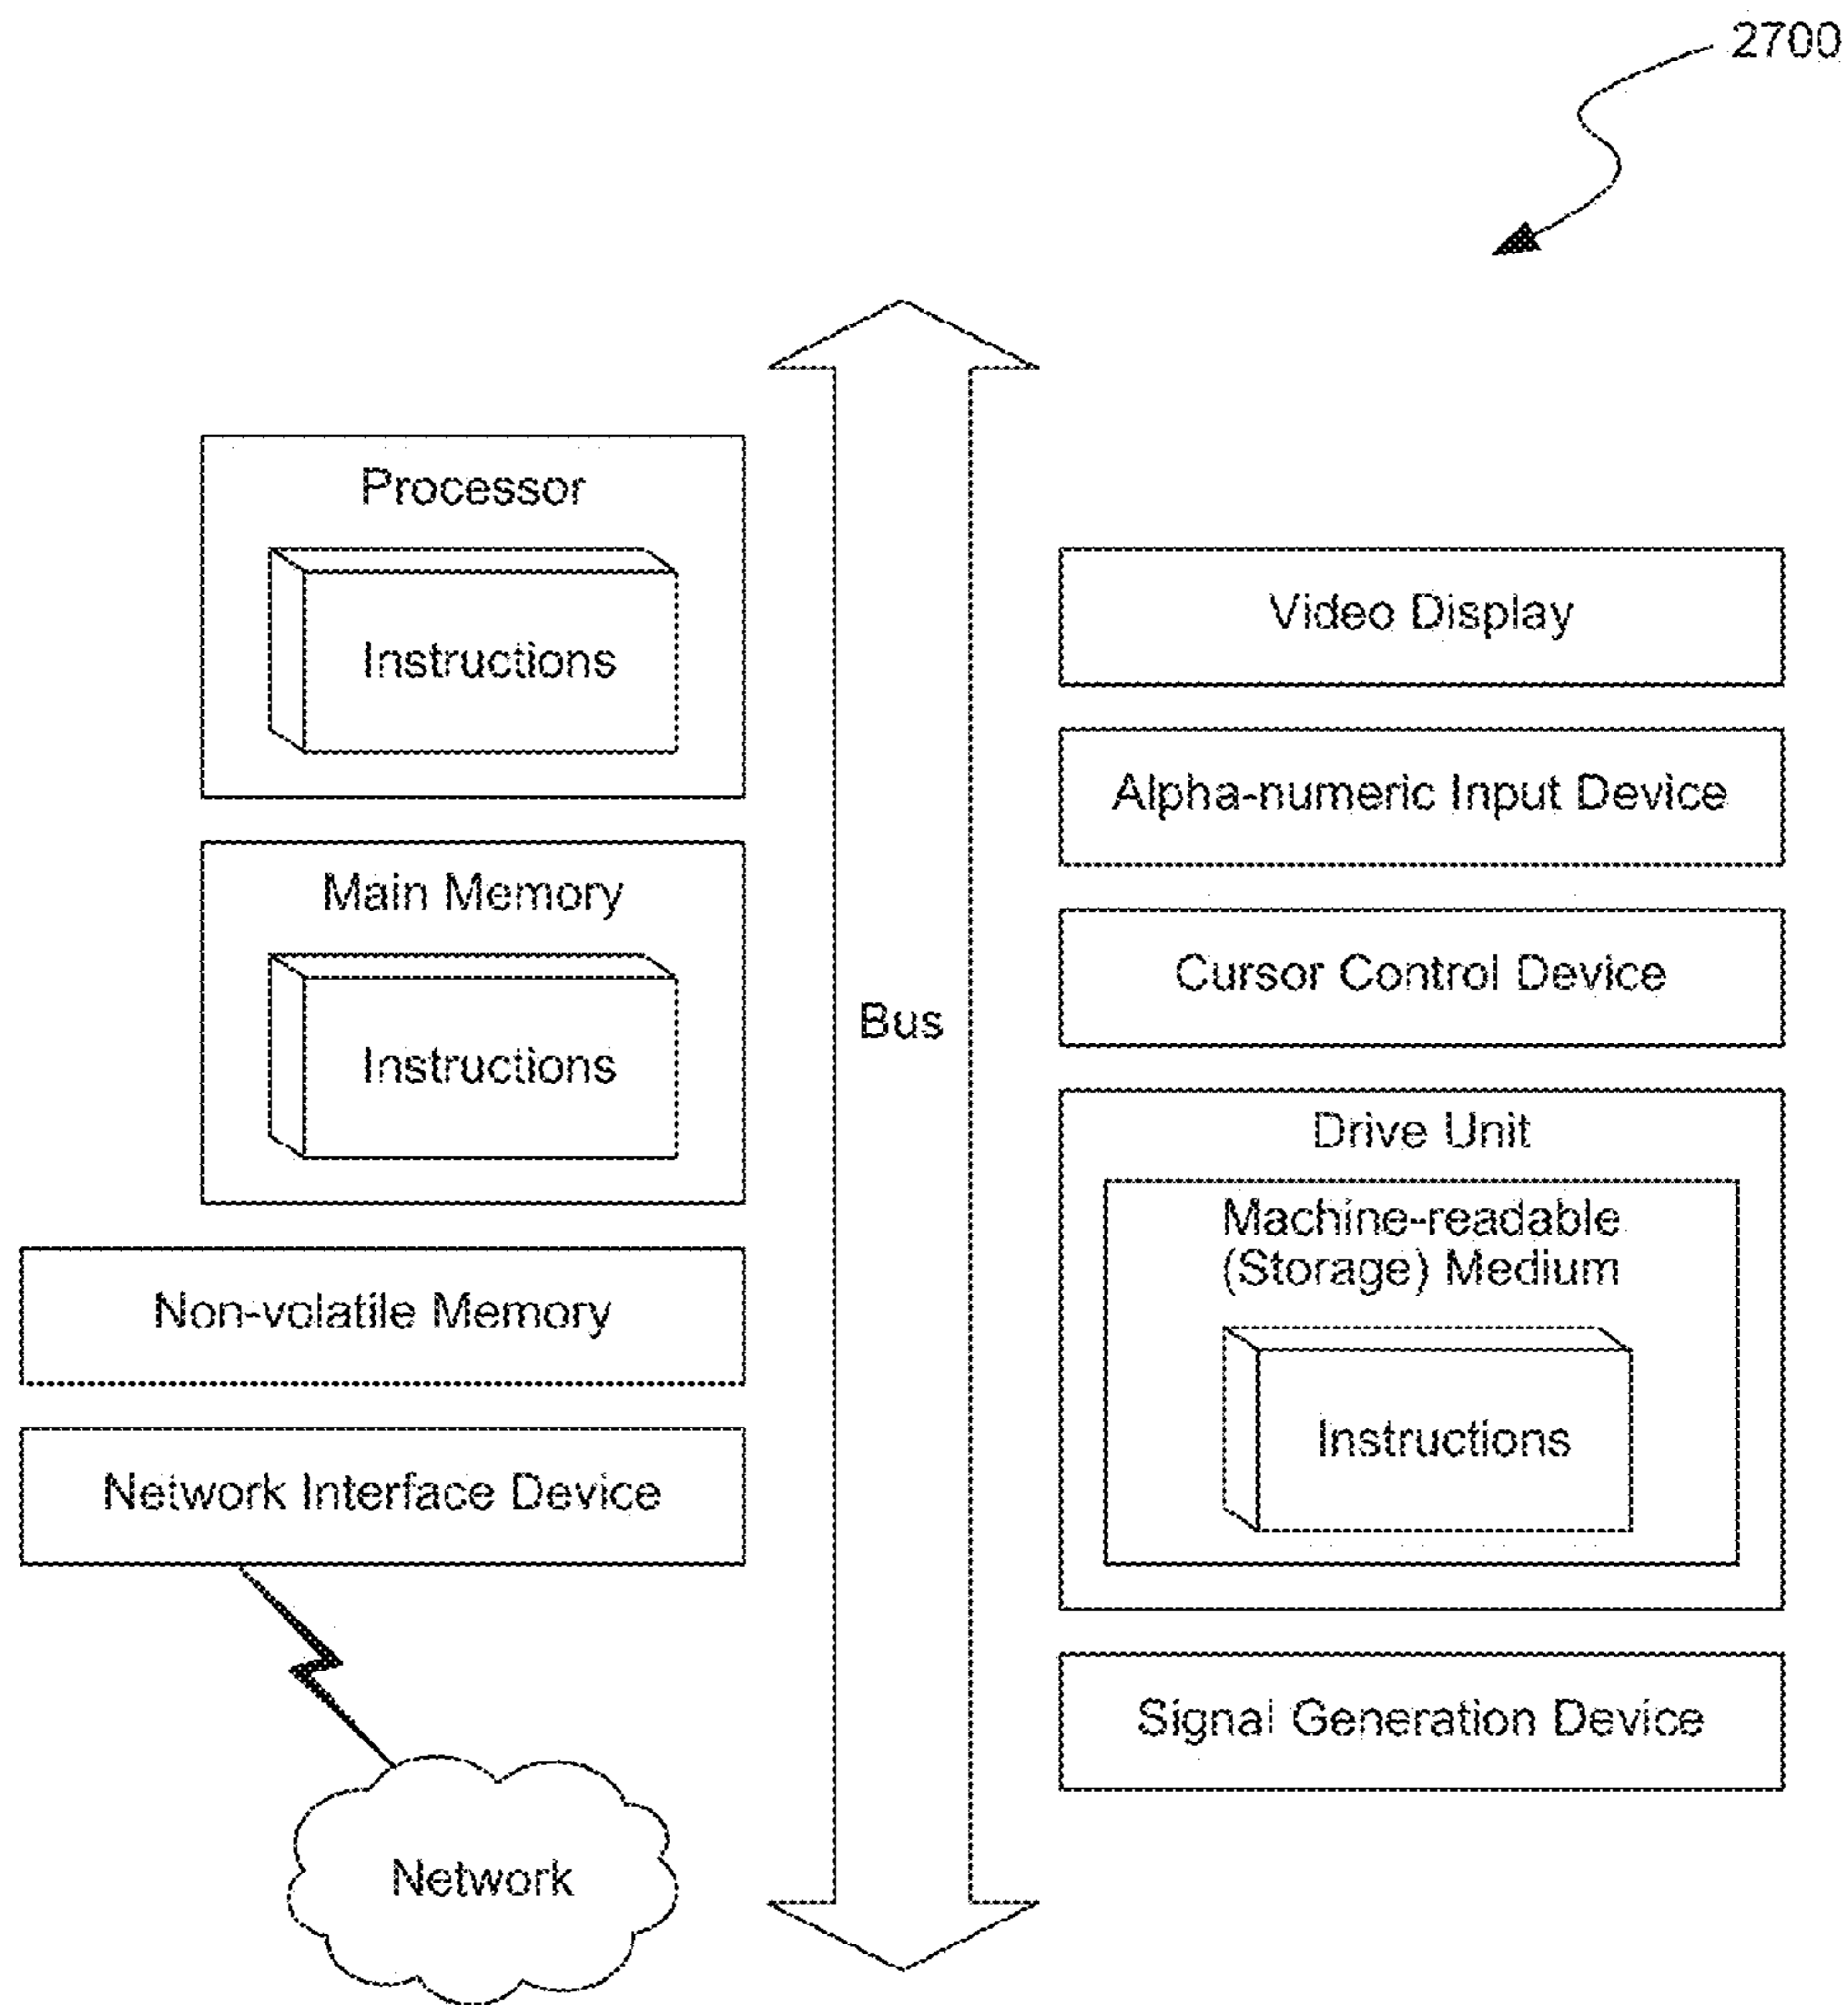 2700
Processor
Instructions
Main Memory
Instructions
Non-volatile Memory
Network Interface Device
Network
Bus
Video Display
Alpha-numeric Input Device
Cursor Control Device
Drive Unit
Machine-readable
(Storage) Medium
Instructions
Signal Generation Device